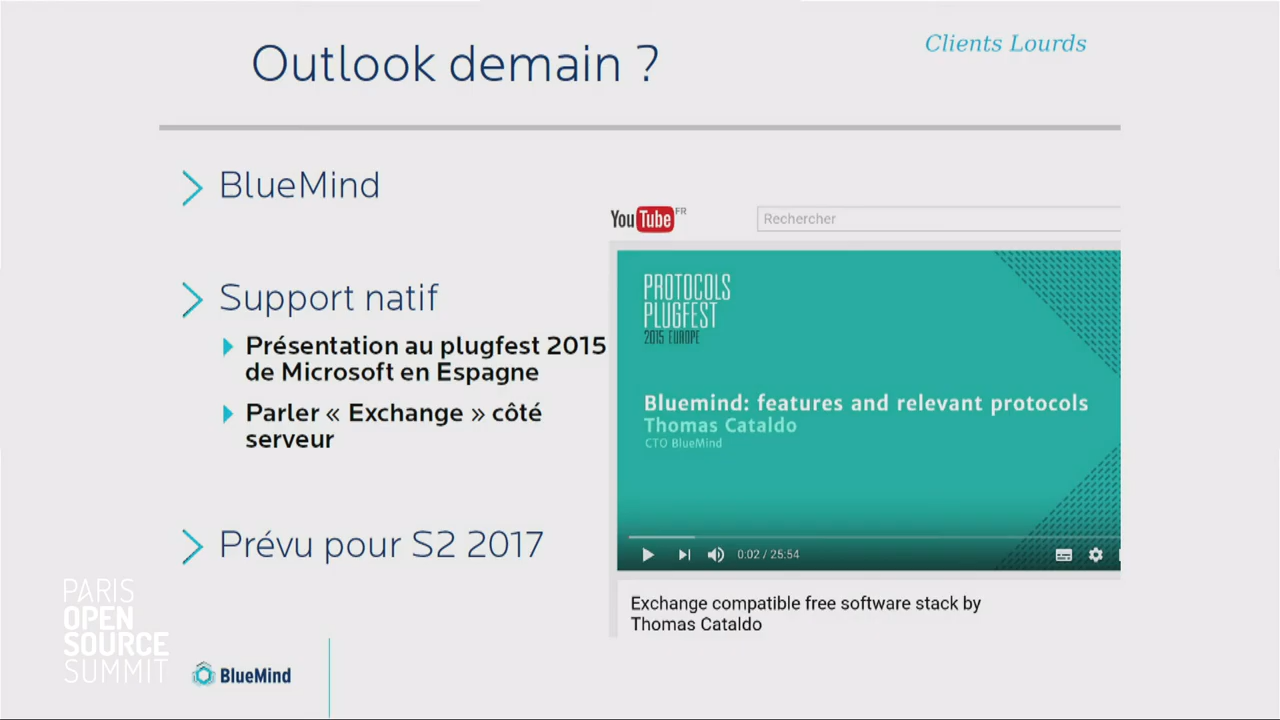 Outlook demain ?
Clients Lourds
BlueMind
Support natif
Présentation au plugfest 2015
de Microsoft en Espagne
Parler « Exchange » côté
serveur
Prévu pour S2 2017
YouTube FR
Rechercher
PROTOCOLS
PLUGFEST
2015 EUROPE
Bluemind: features and relevant protocols
Thomas Cataldo
CTO BlueMind
0:02 / 25:54
Exchange compatible free software stack by
Thomas Cataldo
PARIS
OPEN
SOURCE
SUMMIT
BlueMind